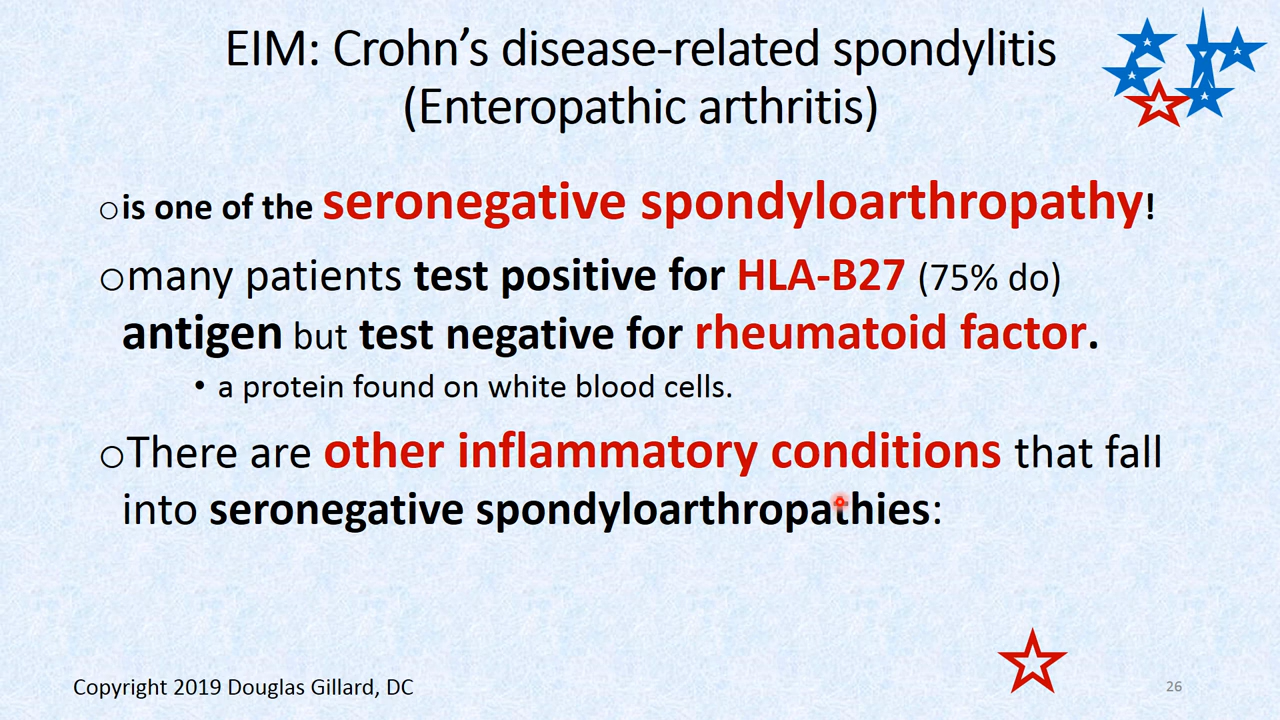 EIM: Crohn's disease-related spondylitis
(Enteropathic arthritis)
○is one of the seronegative spondyloarthropathy!
○many patients test positive for HLA-B27 (75% do)
antigen but test negative for rheumatoid factor.
• a protein found on white blood cells.
○There are other inflammatory conditions that fall
into seronegative spondyloarthropathies:
Copyright 2019 Douglas Gillard, DC
26